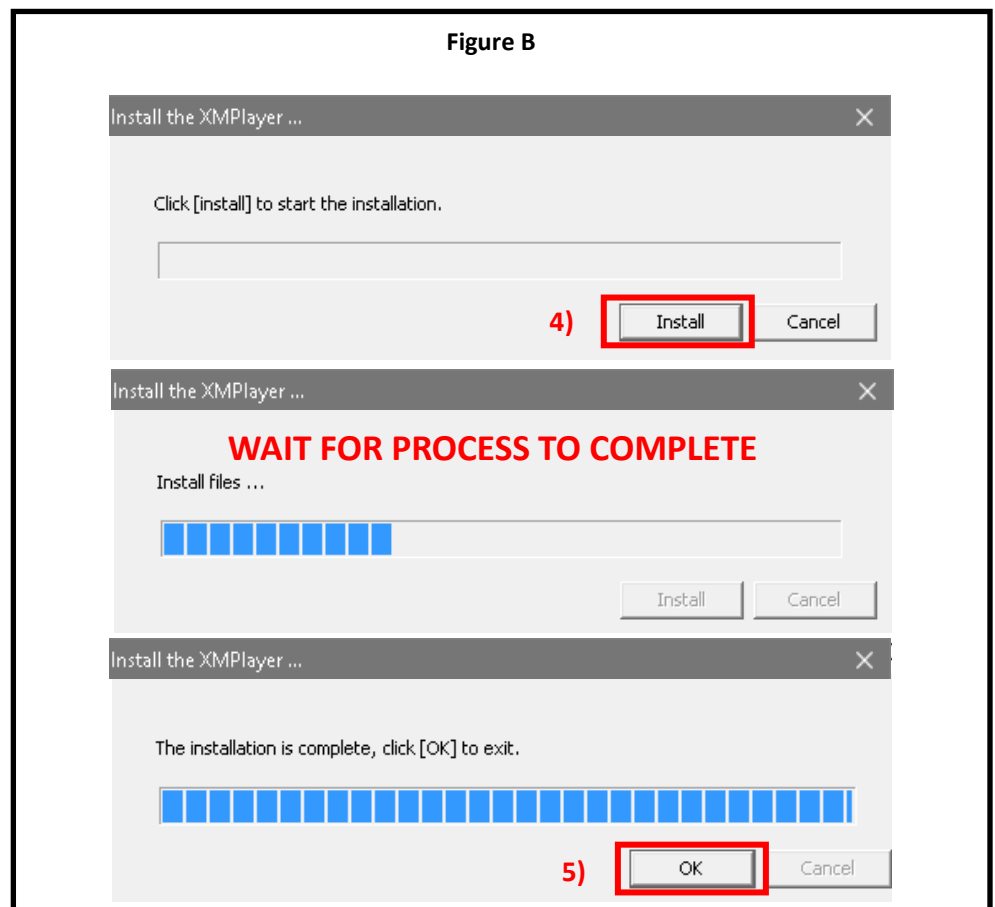 Figure B
Install the XMPlayer ...
Click [install] to start the installation.
4)
Install
Cancel
Install the XMPlayer ...
WAIT FOR PROCESS TO COMPLETE
Install files ...
Install
Cancel
Install the XMPlayer ...
The installation is complete, click [OK] to exit.
5)
OK
Cancel